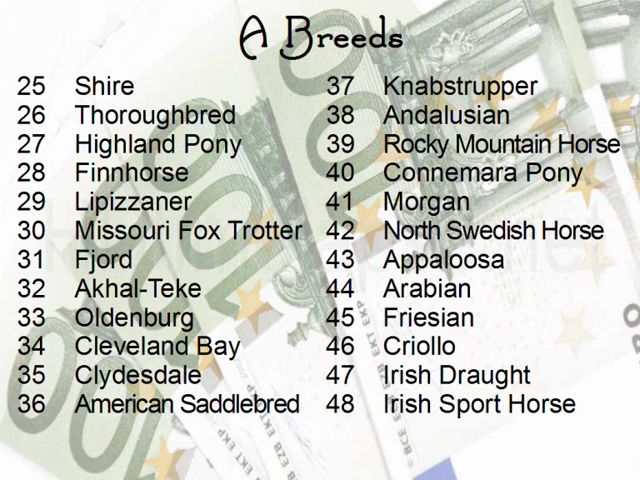 A Breeds
25 Shire
26 Thoroughbred
27 Highland Pony
28 Finnhorse
29 Lipizzaner
30 Missouri Fox Trotter
31 Fjord
32 Akhal-Teke
33 Oldenburg
34 Cleveland Bay
35 Clydesdale
36 American Saddlebred
37 Knabstrupper
38 Andalusian
39 Rocky Mountain Horse
40 Connemara Pony
41 Morgan
42 North Swedish Horse
43 Appaloosa
44 Arabian
45 Friesian
46 Criollo
47 Irish Draught
48 Irish Sport Horse